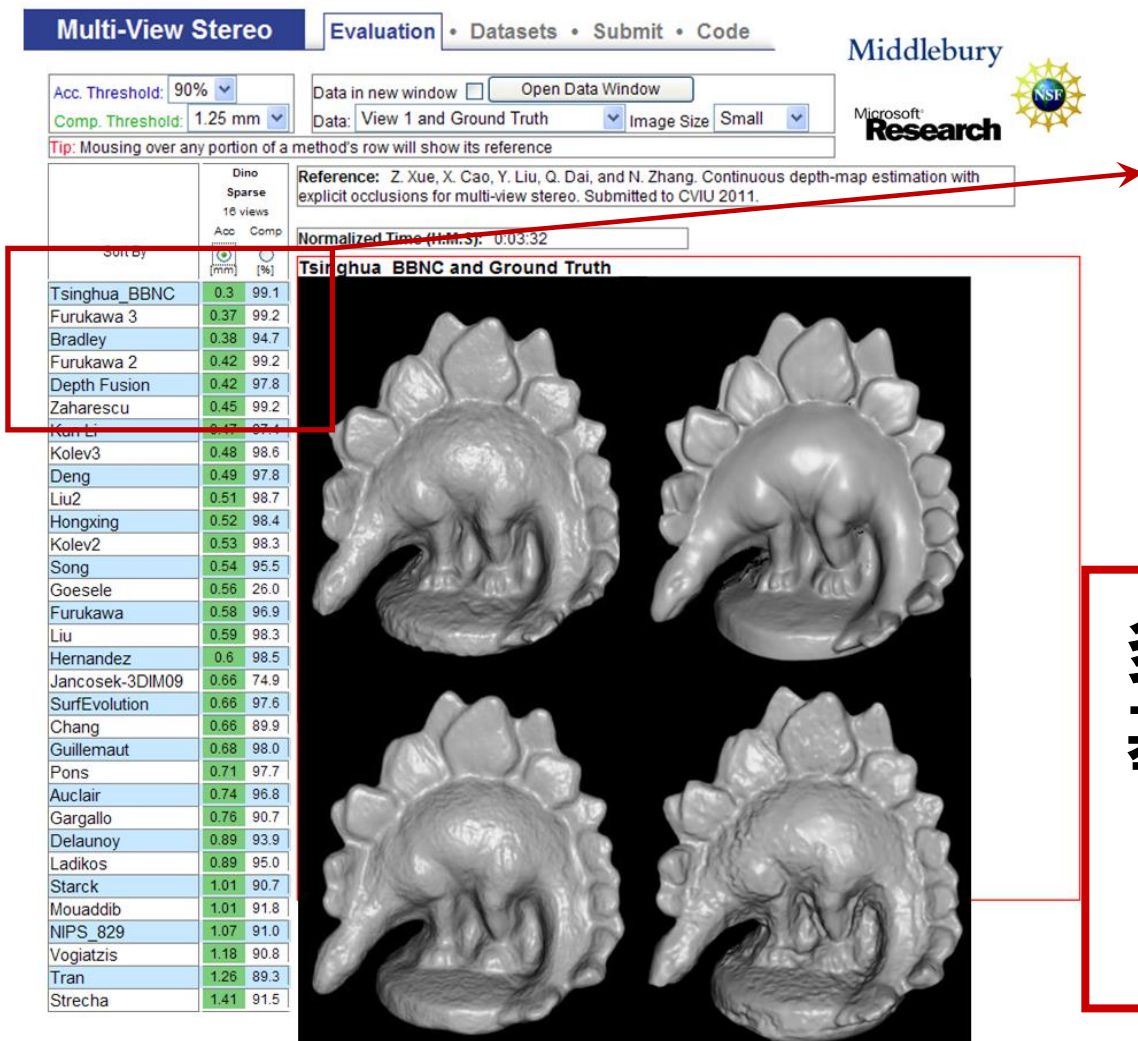 Multi-View Stereo
Evaluation • Datasets • Submit • Code
Middlebury
NSF
Microsoft
Research
Acc. Threshold: 90%
Comp. Threshold: 1.25 mm
Data in new window Open Data Window
Data: View 1 and Ground Truth Image Size Small
Tip: Mousing over any portion of a method's row will show its reference
Reference: Z. Xue, X. Cao, Y. Liu, Q. Dai, and N. Zhang. Continuous depth-map estimation with
explicit occlusions for multi-view stereo. Submitted to CVIU 2011.
Normalized Time (H:M:S): 0:03:32
Tsinghua_BBNC and Ground Truth
Dino
Sparse
16 views
Acc Comp
Sort By
[mm] [%]
Tsinghua_BBNC 0.3 99.1
Furukawa 3 0.37 99.2
Bradley 0.38 94.7
Furukawa 2 0.42 99.2
Depth Fusion 0.42 97.8
Zaharescu 0.45 99.2
Kun Li 0.47 97.4
Kolev3 0.48 98.6
Deng 0.49 97.8
Liu2 0.51 98.7
Hongxing 0.52 98.4
Kolev2 0.53 98.3
Song 0.54 95.5
Goesele 0.56 26.0
Furukawa 0.58 96.9
Liu 0.59 98.3
Hernandez 0.6 98.5
Jancosek-3DIM09 0.66 74.9
SurfEvolution 0.66 97.6
Chang 0.66 89.9
Guillemaut 0.68 98.0
Pons 0.71 97.7
Auclair 0.74 96.8
Gargallo 0.76 90.7
Delaunoy 0.89 93.9
Ladikos 0.89 95.0
Starck 1.01 90.7
Mouaddib 1.01 91.8
NIPS_829 1.07 91.0
Vogiatzis 1.18 90.8
Tran 1.26 89.3
Strecha 1.41 91.5